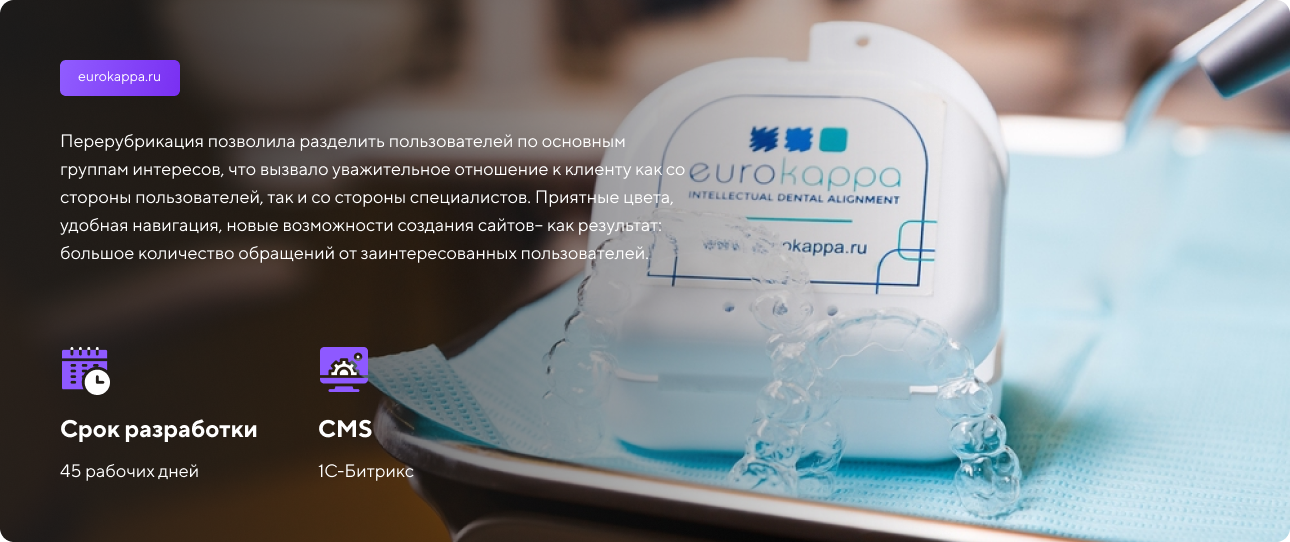 eurokappa.ru
Перерубрикация позволила разделить пользователей по основным
группам интересов, что вызвало уважительное отношение к клиенту как со
стороны пользователей, так и со стороны специалистов. Приятные цвета,
удобная навигация, новые возможности создания сайтов– как результат:
большое количество обращений от заинтересованных пользователей.
eurokappa
INTELLECTUAL DENTAL ALIGNMENT
okappa.ru
Срок разработки
45 рабочих дней
CMS
1С-Битрикс